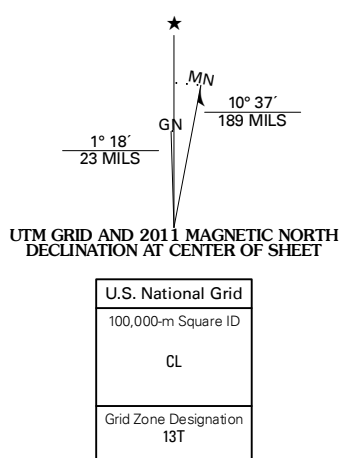 ★
MN
GN
10° 37´
189 MILS
1° 18´
23 MILS
UTM GRID AND 2011 MAGNETIC NORTH
DECLINATION AT CENTER OF SHEET
U.S. National Grid
100,000-m Square ID
CL
Grid Zone Designation
13T